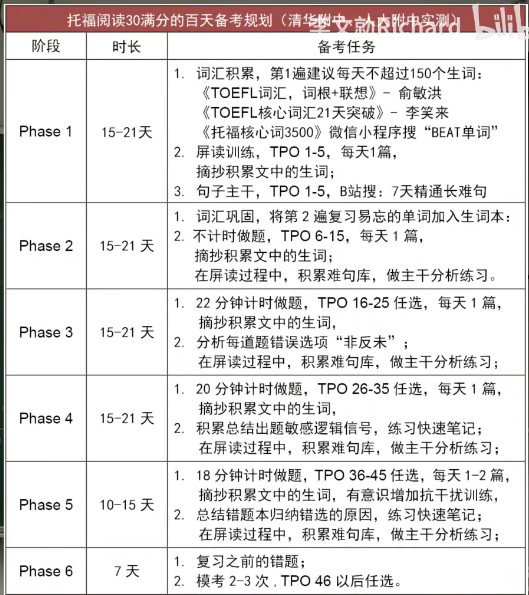 托福阅读30满分的百天备考规划（清华附中、人大附中实测）
李文勍Richard
bilibili
阶段 时长 备考任务
Phase 1 15-21天
1. 词汇积累，第1遍建议每天不超过150个生词：
《TOEFL词汇，词根+联想》- 俞敏洪
《TOEFL核心词汇21天突破》- 李笑来
《托福核心词3500》微信小程序搜“BEAT单词”
2. 屏读训练，TPO 1-5，每天1篇，
摘抄积累文中的生词；
3. 句子主干，TPO 1-5，B站搜：7天精通长难句
Phase 2 15-21 天
1. 词汇巩固，将第 2 遍复习易忘的单词加入生词本：
2. 不计时做题，TPO 6-15，每天 1 篇，
摘抄积累文中的生词；
在屏读过程中，积累难句库，做主干分析练习。
Phase 3 15-21 天
1. 22 分钟计时做题，TPO 16-25 任选，每天 1 篇，
摘抄积累文中的生词，
2. 分析每道题错误选项“非反未”；
在屏读过程中，积累难句库，做主干分析练习；
Phase 4 15-21 天
1. 20 分钟计时做题，TPO 26-35 任选，每天 1 篇，
摘抄积累文中的生词，
2. 积累总结出题敏感逻辑信号，练习快速笔记；
在屏读过程中，积累难句库，做主干分析练习；
Phase 5 10-15 天
1. 18 分钟计时做题，TPO 36-45 任选，每天 1-2 篇，
摘抄积累文中的生词，有意识增加抗干扰训练，
2. 总结错题本归纳错选的原因，练习快速笔记；
在屏读过程中，积累难句库，做主干分析练习；
Phase 6 7 天
1. 复习之前的错题；
2. 模考 2-3 次，TPO 46 以后任选。